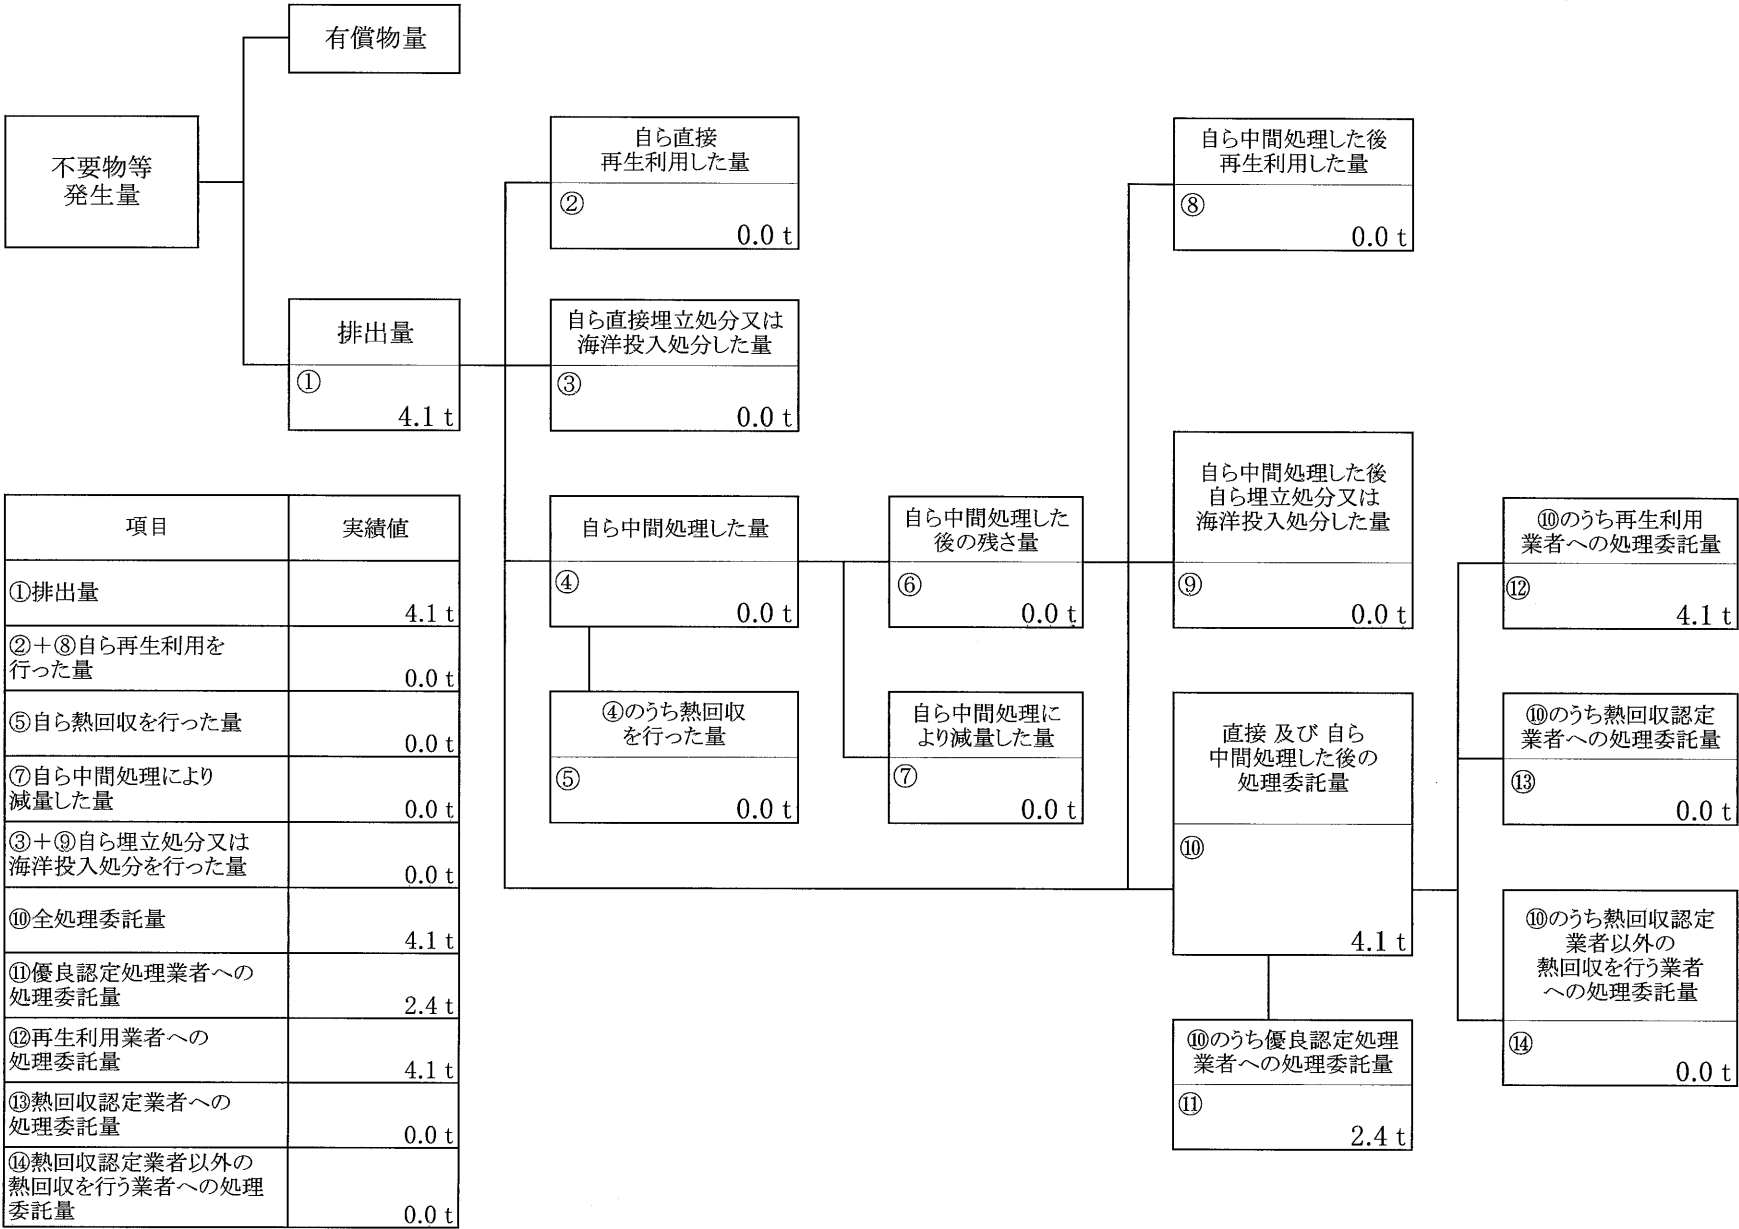 有償物量
不要物等
発生量
自ら直接
再生利用した量
②
0.0 t
自ら中間処理した後
再生利用した量
⑧
0.0 t
排出量
①
4.1 t
自ら直接埋立処分又は
海洋投入処分した量
③
0.0 t
自ら中間処理した量
④
0.0 t
自ら中間処理した
後の残さ量
⑥
0.0 t
自ら中間処理した後
自ら埋立処分又は
海洋投入処分した量
⑨
0.0 t
⑩のうち再生利用
業者への処理委託量
⑫
4.1 t
④のうち熱回収
を行った量
⑤
0.0 t
自ら中間処理に
より減量した量
⑦
0.0 t
直接 及び 自ら
中間処理した後の
処理委託量
⑩
4.1 t
⑩のうち熱回収認定
業者への処理委託量
⑬
0.0 t
⑩のうち熱回収認定
業者以外の
熱回収を行う業者
への処理委託量
⑭
0.0 t
⑩のうち優良認定処理
業者への処理委託量
⑪
2.4 t
項目 実績値
①排出量
4.1 t
②＋⑧自ら再生利用を
行った量
0.0 t
⑤自ら熱回収を行った量
0.0 t
⑦自ら中間処理により
減量した量
0.0 t
③＋⑨自ら埋立処分又は
海洋投入処分を行った量
0.0 t
⑩全処理委託量
4.1 t
⑪優良認定処理業者への
処理委託量
2.4 t
⑫再生利用業者への
処理委託量
4.1 t
⑬熱回収認定業者への
処理委託量
0.0 t
⑭熱回収認定業者以外の
熱回収を行う業者への処理
委託量
0.0 t